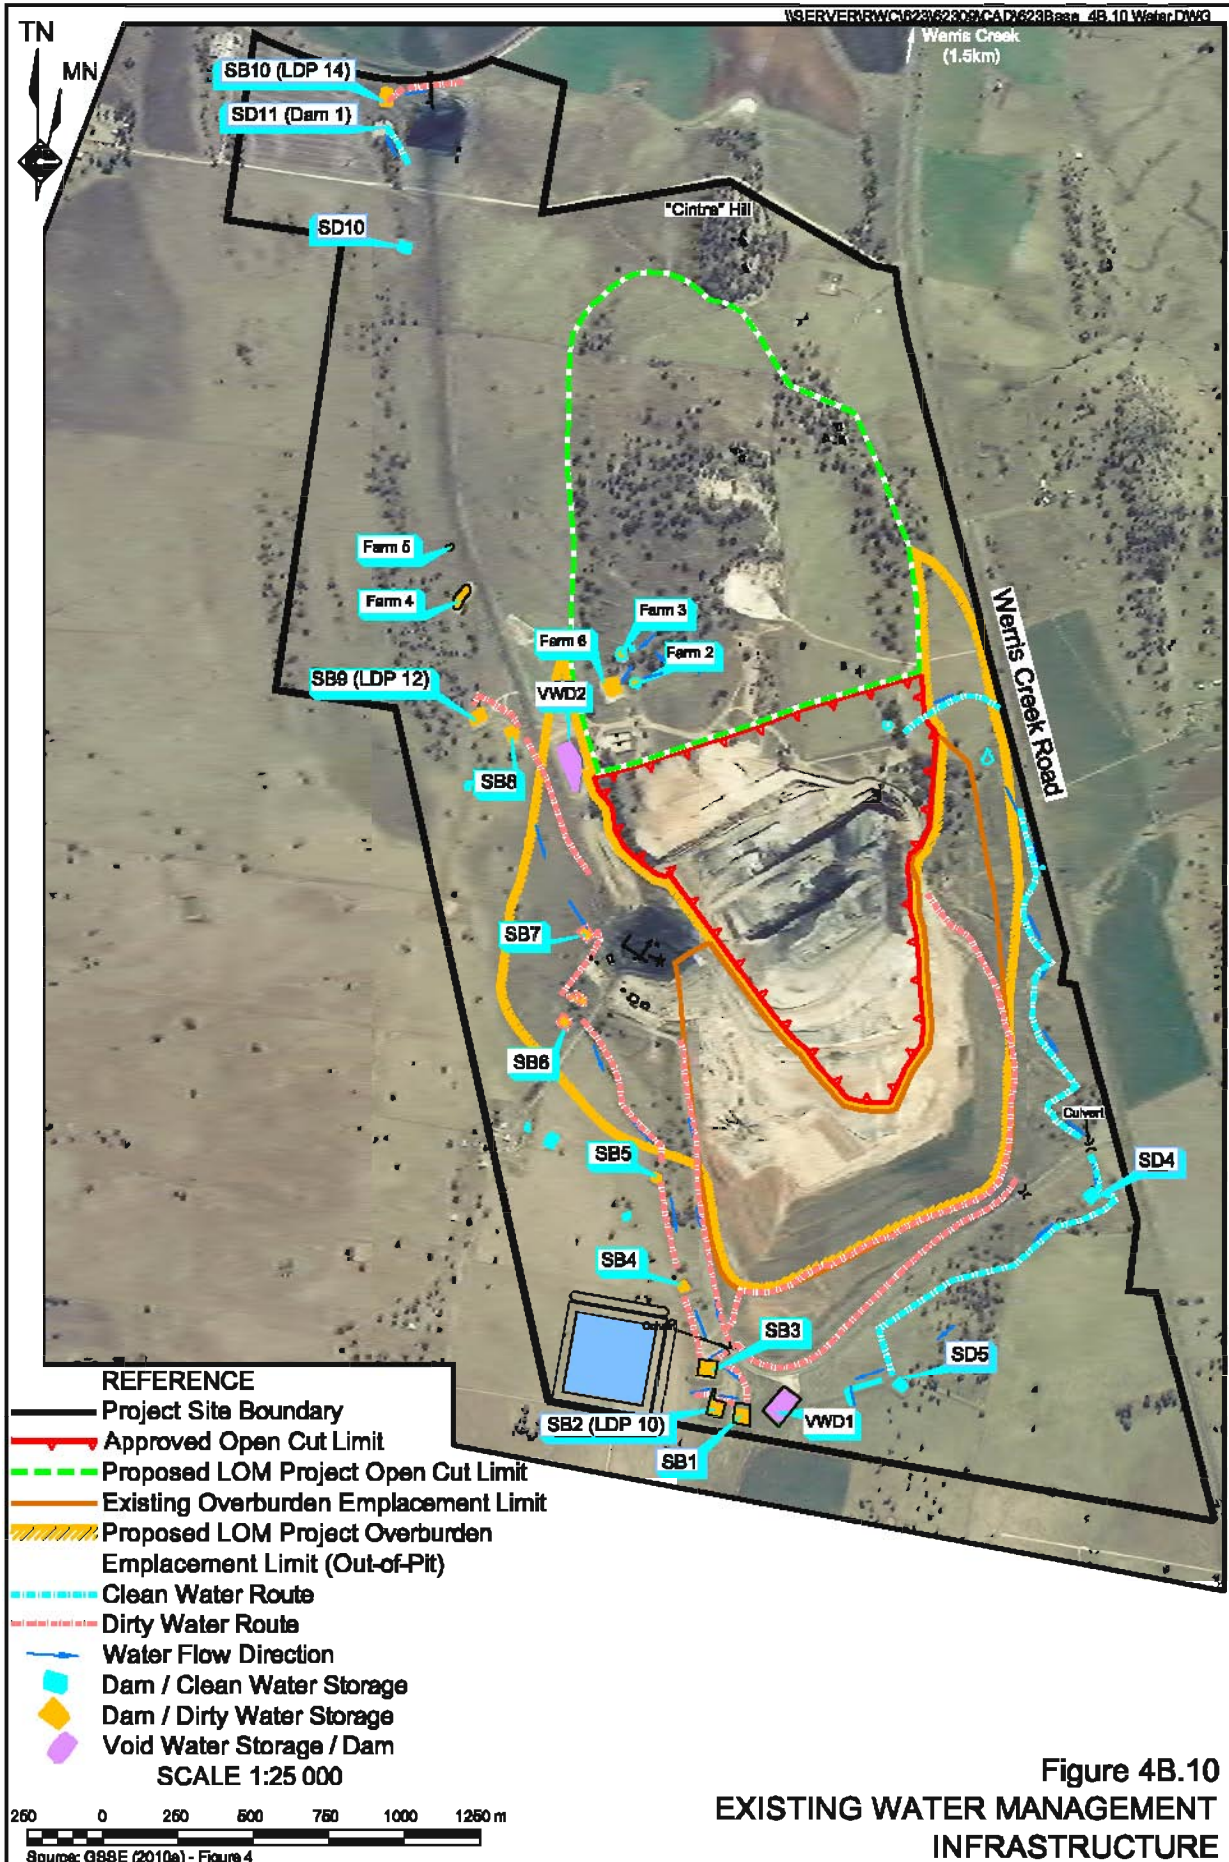 \\SERVER\RWC\623\62309\CAD\623Base_4B.10 Water.DWG
TN
MN
Werris Creek
(1.5km)
SB10 (LDP 14)
SD11 (Dam 1)
"Cintra" Hill
SD10
Farm 5
Farm 4
Farm 3
Farm 6
Farm 2
SB9 (LDP 12)
VWD2
Werris Creek Road
SB8
SB7
SB6
Culvert
SB5
SD4
SB4
Culvert
SB3
SD5
SB2 (LDP 10)
VWD1
SB1
REFERENCE
Project Site Boundary
Approved Open Cut Limit
Proposed LOM Project Open Cut Limit
Existing Overburden Emplacement Limit
Proposed LOM Project Overburden
Emplacement Limit (Out-of-Pit)
Clean Water Route
Dirty Water Route
Water Flow Direction
Dam / Clean Water Storage
Dam / Dirty Water Storage
Void Water Storage / Dam
SCALE 1:25 000
250 0 250 500 750 1000 1250 m
Source: GSSE (2010a) - Figure 4
Figure 4B.10
EXISTING WATER MANAGEMENT
INFRASTRUCTURE